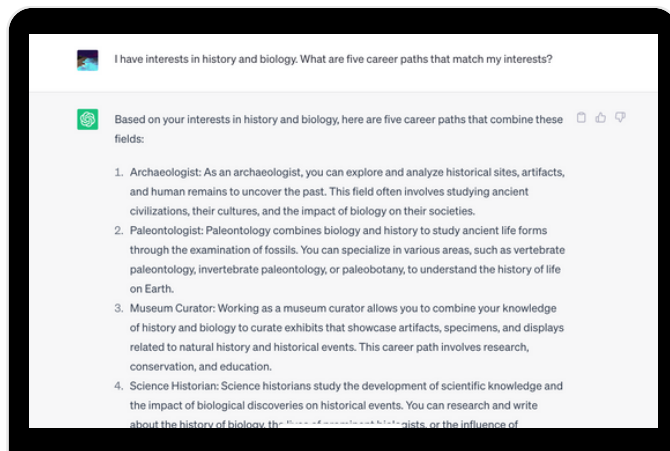 I have interests in history and biology. What are five career paths that match my interests?
Based on your interests in history and biology, here are five career paths that combine these
fields:
1. Archaeologist: As an archaeologist, you can explore and analyze historical sites, artifacts,
and human remains to uncover the past. This field often involves studying ancient
civilizations, their cultures, and the impact of biology on their societies.
2. Paleontologist: Paleontology combines biology and history to study ancient life forms
through the examination of fossils. You can specialize in various areas, such as vertebrate
paleontology, invertebrate paleontology, or paleobotany, to understand the history of life
on Earth.
3. Museum Curator: Working as a museum curator allows you to combine your knowledge
of history and biology to curate exhibits that showcase artifacts, specimens, and displays
related to natural history and historical events. This career path involves research,
conservation, and education.
4. Science Historian: Science historians study the development of scientific knowledge and
the impact of biological discoveries on historical events. You can research and write
about the history of biology, the lives of prominent biologists, or the influence of